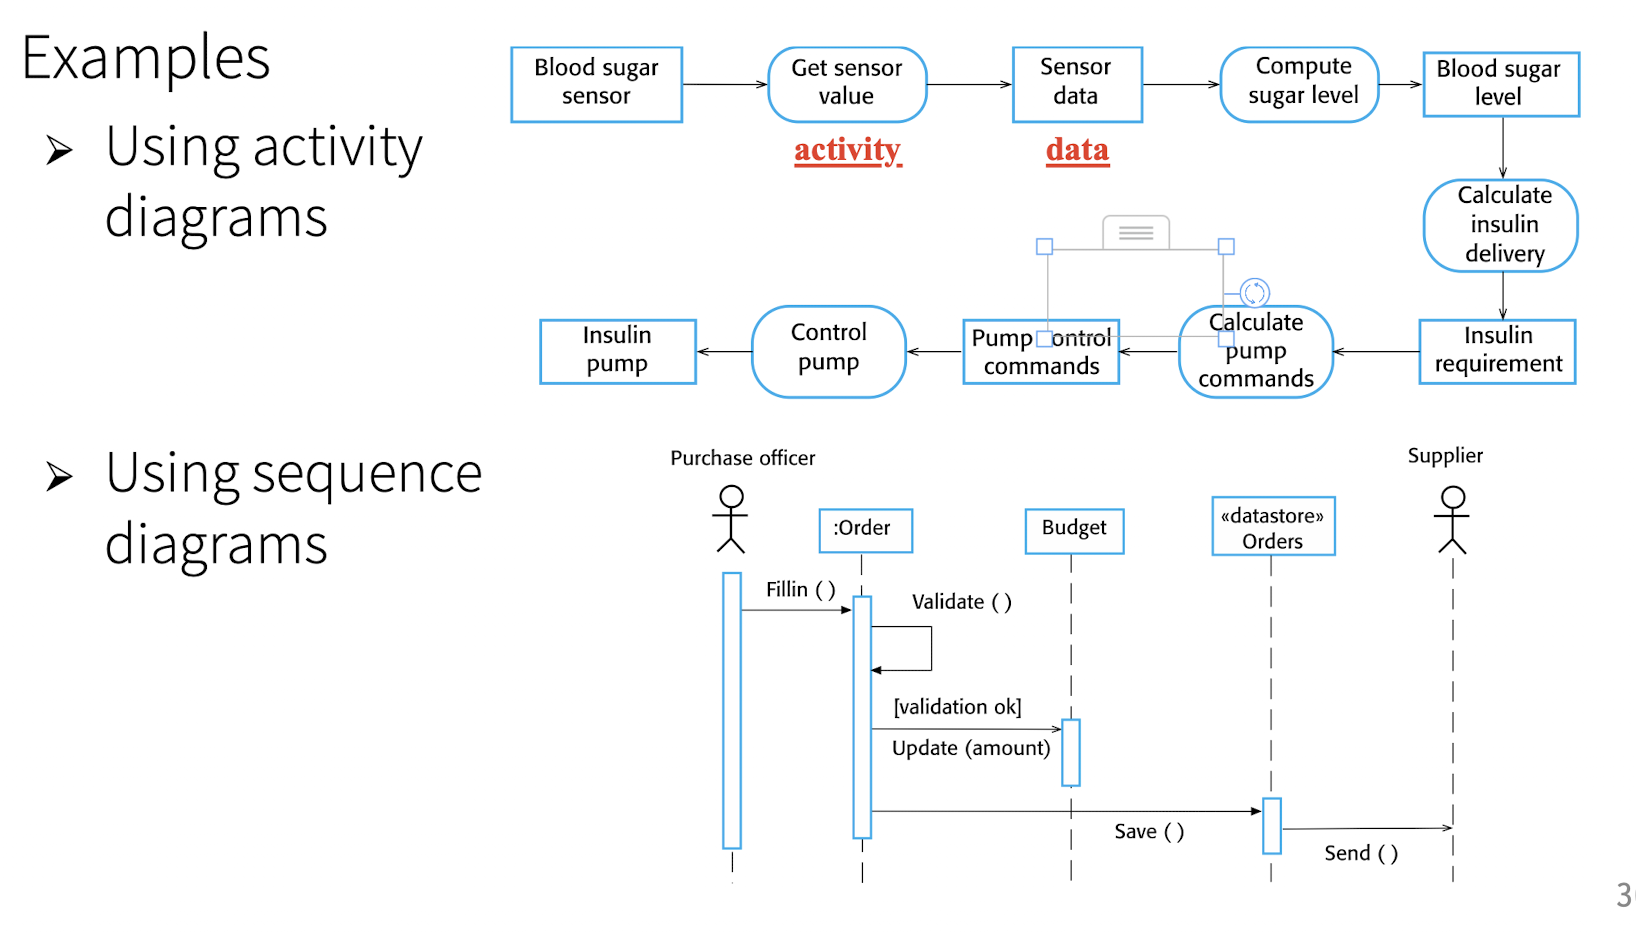 Examples
➢ Using activity
diagrams
Blood sugar
sensor
Get sensor
value
activity
Sensor
data
data
Compute
sugar level
Blood sugar
level
Calculate
insulin
delivery
Insulin
requirement
Calculate
pump
commands
Pump control
commands
Control
pump
Insulin
pump
➢ Using sequence
diagrams
Purchase officer
:Order
Budget
«datastore»
Orders
Supplier
Fillin ( )
Validate ( )
[validation ok]
Update (amount)
Save ( )
Send ( )